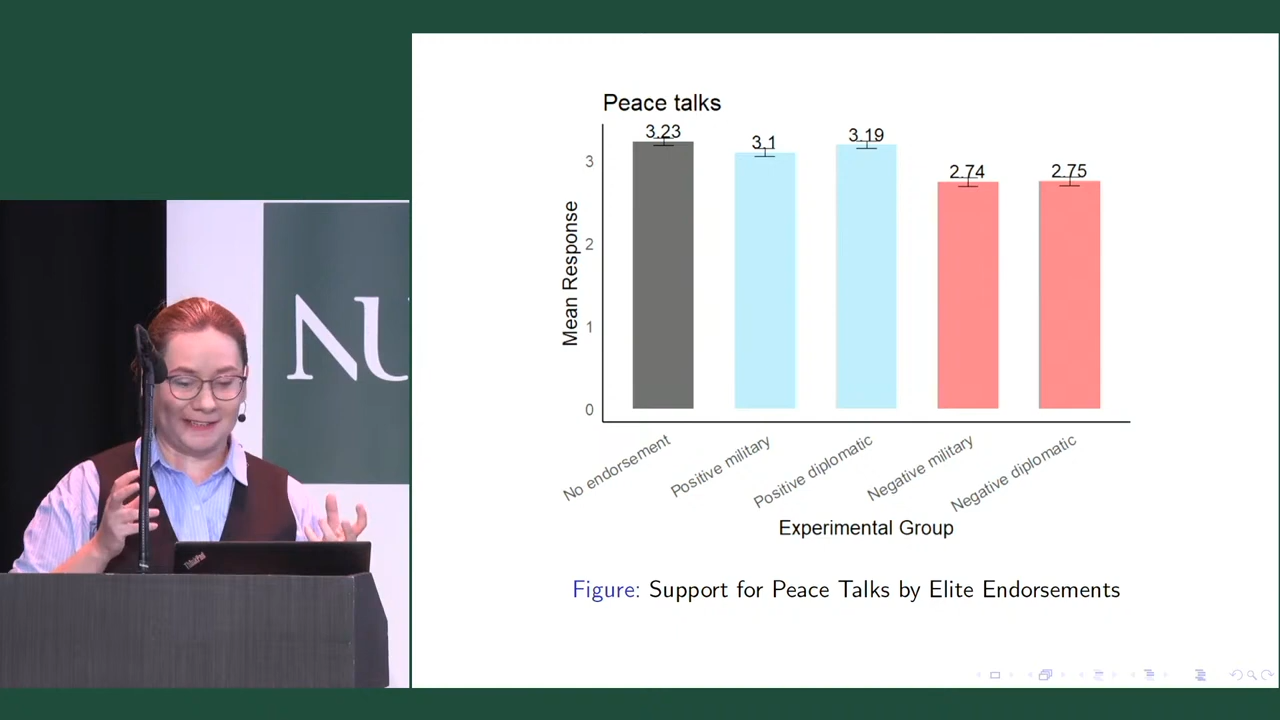 Peace talks
3.23
3.1
3.19
2.74
2.75
3
2
1
0
Mean Response
No endorsement
Positive military
Positive diplomatic
Negative military
Negative diplomatic
Experimental Group
Figure: Support for Peace Talks by Elite Endorsements
NU
ThinkPad